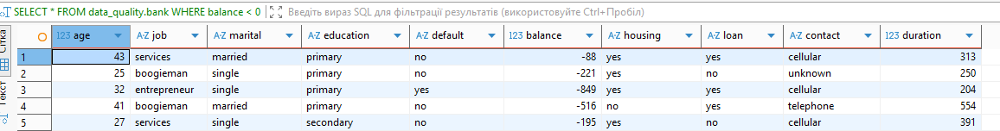 SELECT * FROM data_quality.bank WHERE balance < 0 Введіть вираз SQL для фільтрації результатів (використовуйте Ctrl+Пробіл)
Сітка
Текст
123 age A-Z job A-Z marital A-Z education A-Z default 123 balance A-Z housing A-Z loan A-Z contact 123 duration
1 43 services married primary no -88 yes yes cellular 313
2 25 boogieman single primary no -221 yes no unknown 250
3 32 entrepreneur single primary yes -849 yes yes cellular 204
4 41 boogieman married primary no -516 no yes telephone 554
5 27 services single secondary no -195 yes no cellular 391